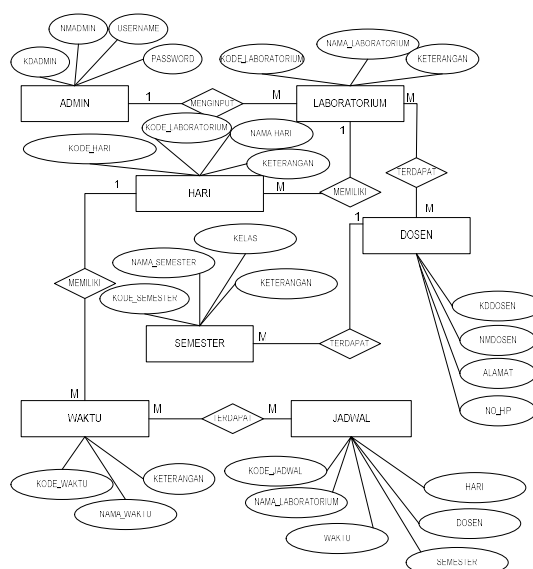 NMADMIN
USERNAME
KDADMIN
PASSWORD
ADMIN
1
MENGINPUT
M
KODE_LABORATORIUM
NAMA_LABORATORIUM
KETERANGAN
LABORATORIUM
M
1
KODE_LABORATORIUM
NAMA HARI
KODE_HARI
KETERANGAN
1
HARI
M
MEMILIKI
TERDAPAT
M
DOSEN
1
KELAS
NAMA_SEMESTER
KODE_SEMESTER
KETERANGAN
MEMILIKI
SEMESTER
M
TERDAPAT
KDDOSEN
NMDOSEN
ALAMAT
NO_HP
M
WAKTU
M
TERDAPAT
M
JADWAL
KODE_WAKTU
KETERANGAN
NAMA_WAKTU
KODE_JADWAL
NAMA_LABORATORIUM
WAKTU
HARI
DOSEN
SEMESTER